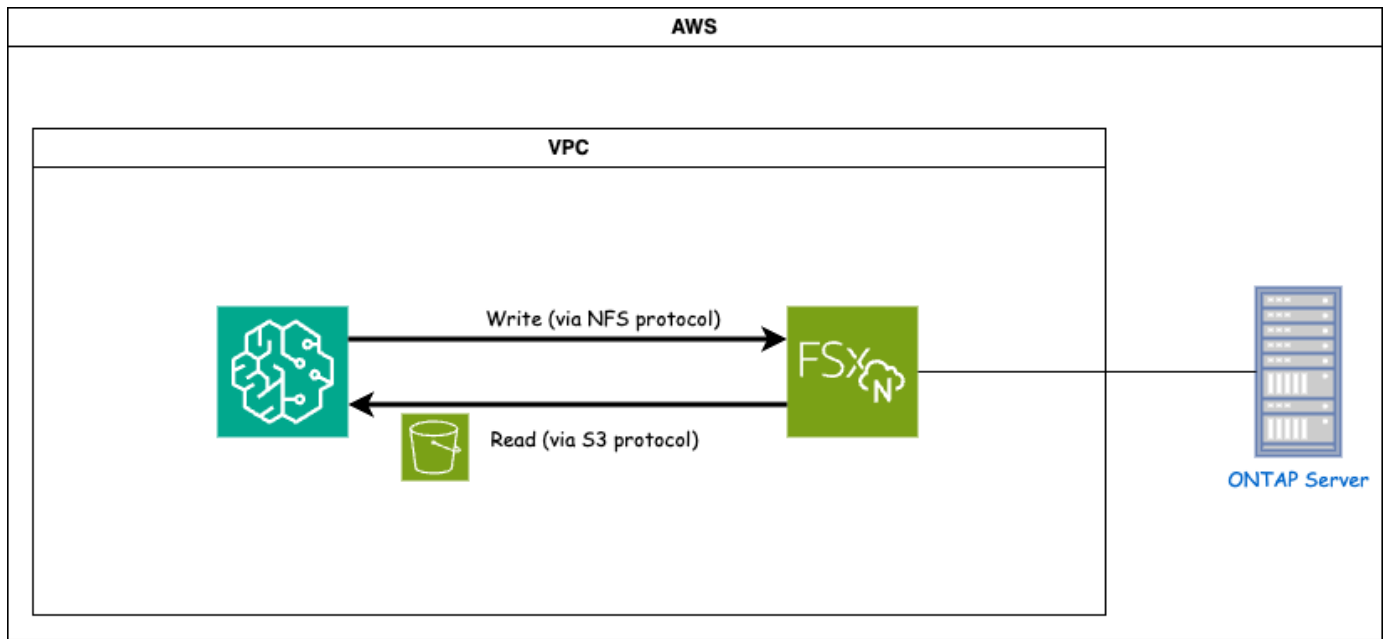 AWS
VPC
Write (via NFS protocol)
FSx
N
Read (via S3 protocol)
ONTAP Server